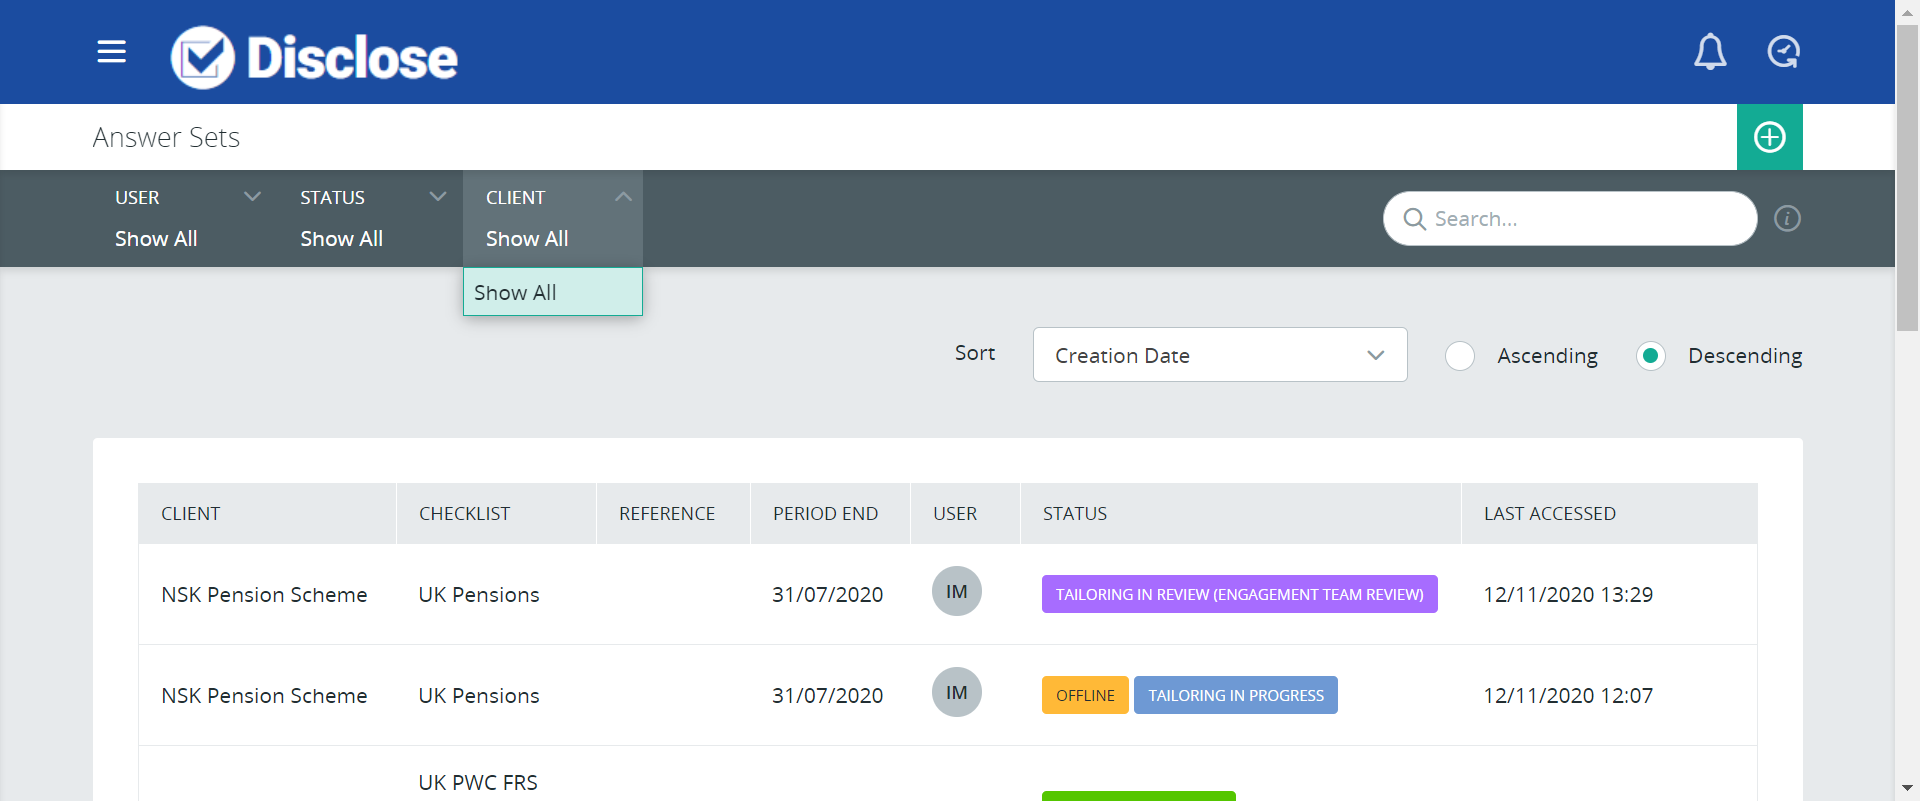 Disclose
Answer Sets
USER STATUS CLIENT
Show All Show All Show All
Search...
Show All
Sort Creation Date Ascending Descending
CLIENT CHECKLIST REFERENCE PERIOD END USER STATUS LAST ACCESSED
NSK Pension Scheme UK Pensions 31/07/2020 IM TAILORING IN REVIEW (ENGAGEMENT TEAM REVIEW) 12/11/2020 13:29
NSK Pension Scheme UK Pensions 31/07/2020 IM OFFLINE TAILORING IN PROGRESS 12/11/2020 12:07
UK PWC FRS